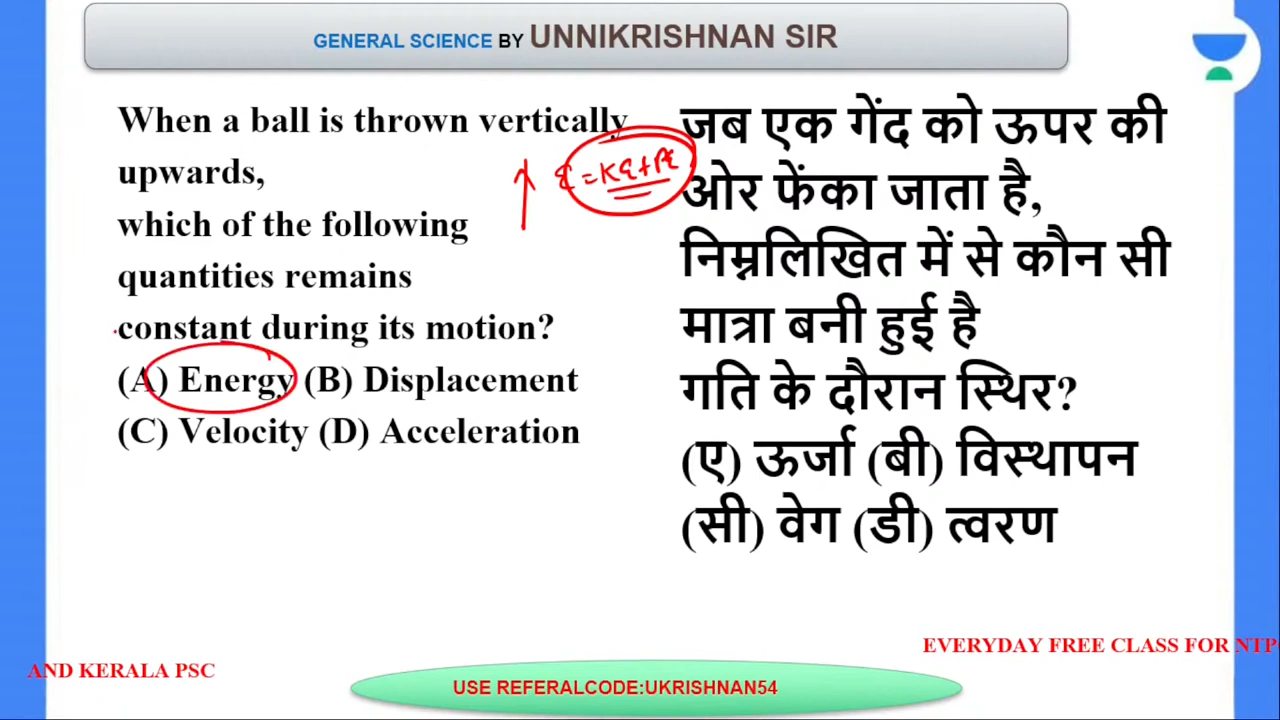 GENERAL SCIENCE BY UNNIKRISHNAN SIR
When a ball is thrown vertically
upwards,
E = KE + PE
which of the following
quantities remains
constant during its motion?
(A) Energy (B) Displacement
(C) Velocity (D) Acceleration
जब एक गेंद को ऊपर की
ओर फेंका जाता है,
निम्नलिखित में से कौन सी
मात्रा बनी हुई है
गति के दौरान स्थिर?
(ए) ऊर्जा (बी) विस्थापन
(सी) वेग (डी) त्वरण
EVERYDAY FREE CLASS FOR NTP
AND KERALA PSC
USE REFERALCODE:UKRISHNAN54